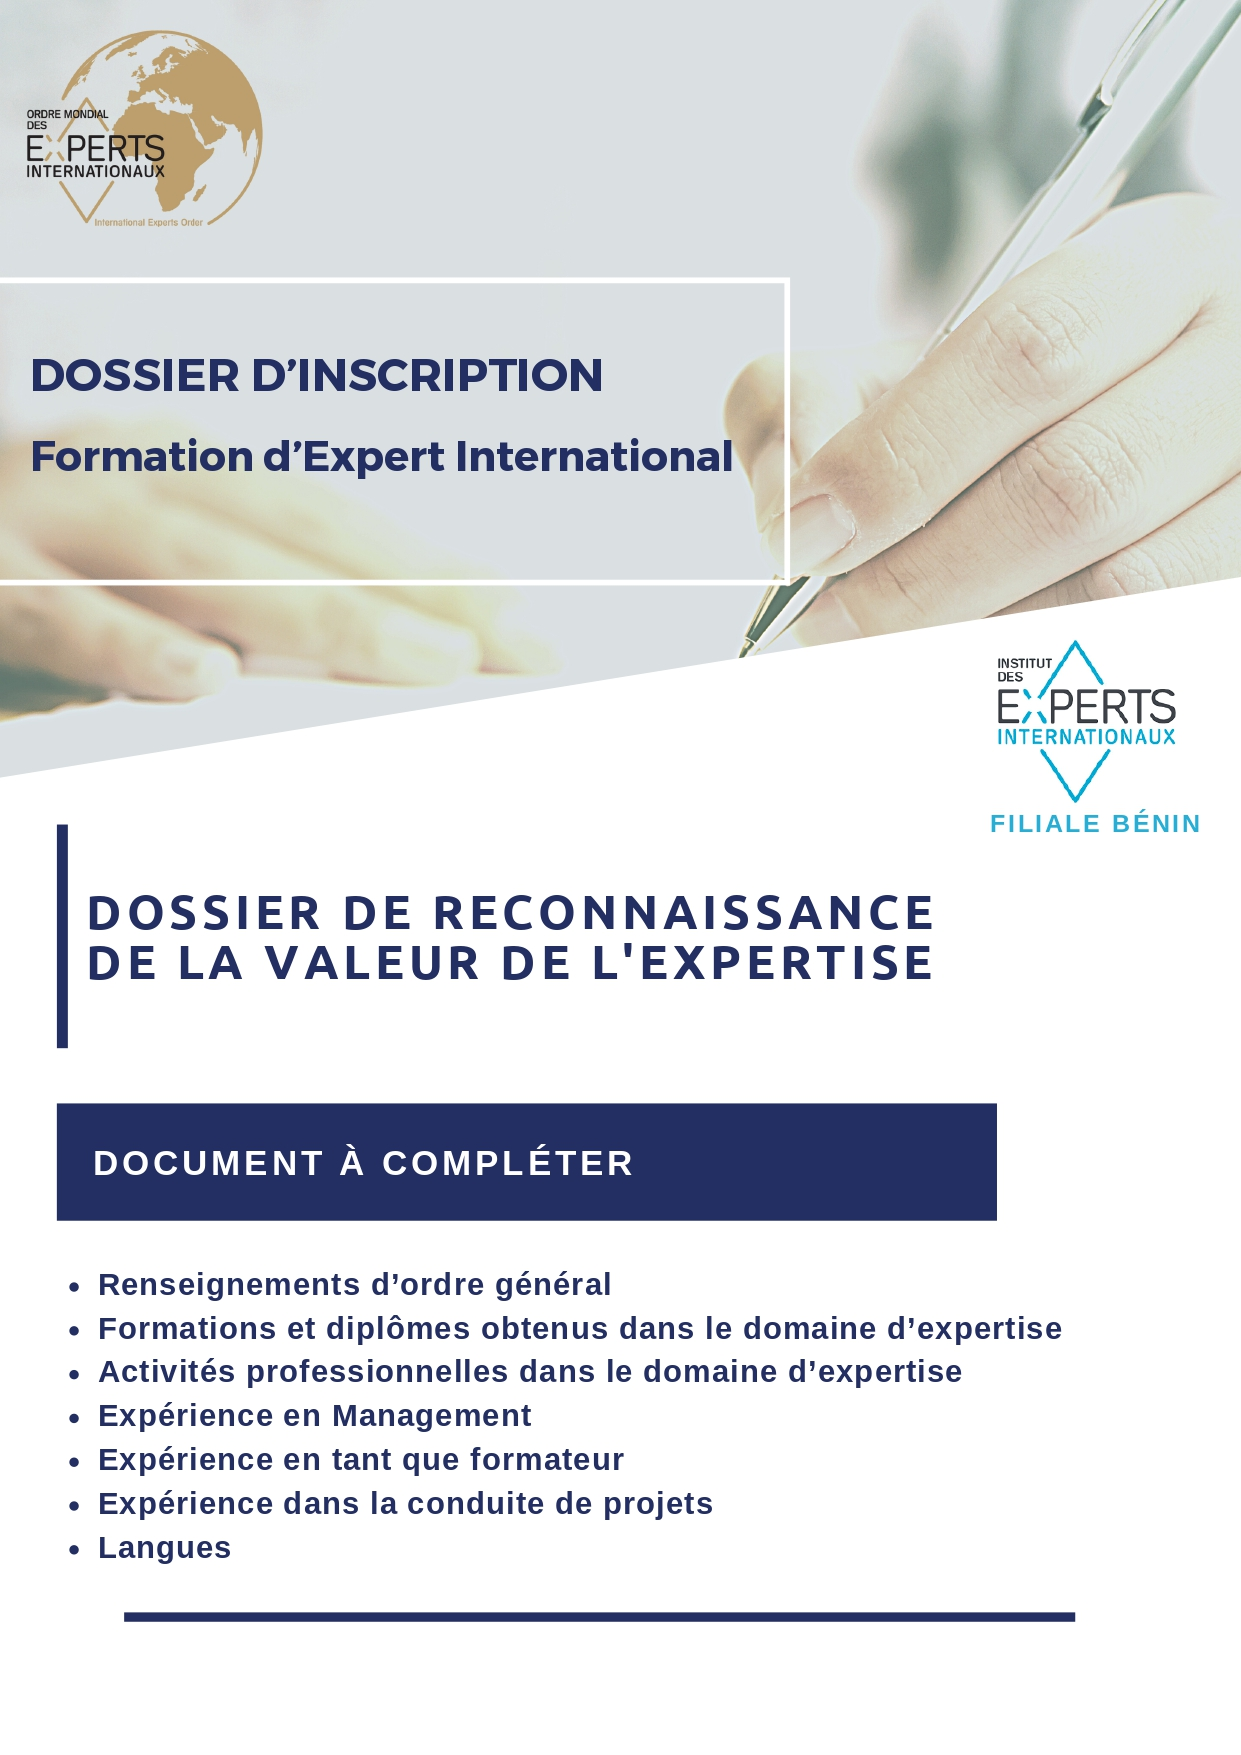 ORDRE MONDIAL
DES
EXPERTS
INTERNATIONAUX
International Experts Order
DOSSIER D’INSCRIPTION
Formation d’Expert International
INSTITUT
DES
EXPERTS
INTERNATIONAUX
FILIALE BÉNIN
DOSSIER DE RECONNAISSANCE
DE LA VALEUR DE L'EXPERTISE
DOCUMENT À COMPLÉTER
• Renseignements d’ordre général
• Formations et diplômes obtenus dans le domaine d’expertise
• Activités professionnelles dans le domaine d’expertise
• Expérience en Management
• Expérience en tant que formateur
• Expérience dans la conduite de projets
• Langues